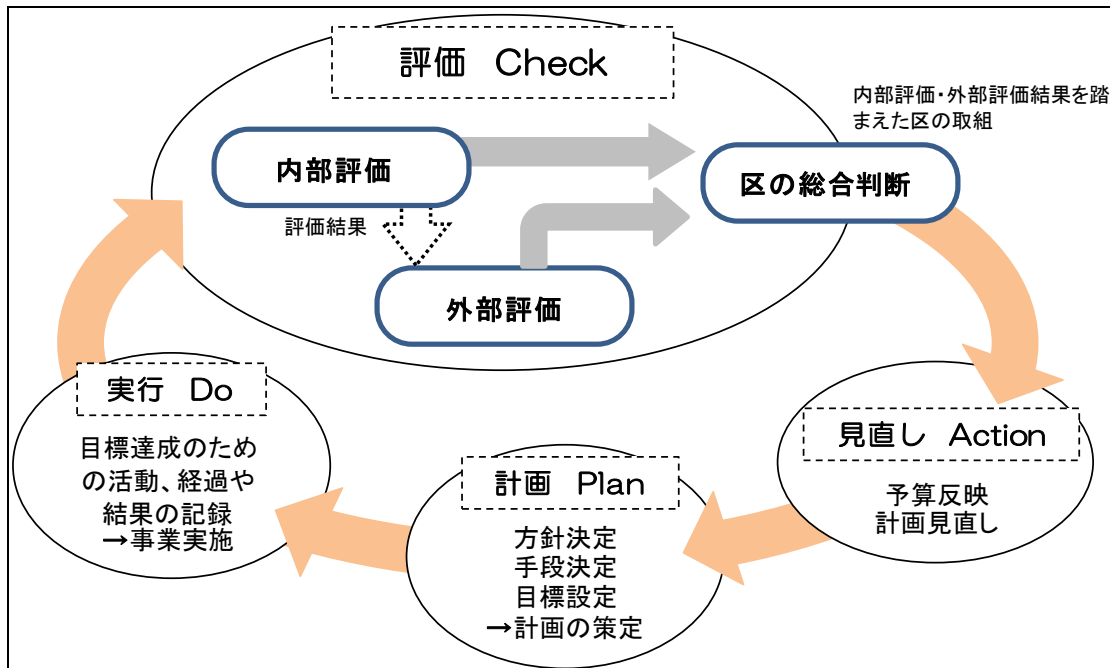 評価　Check
内部評価・外部評価結果を踏
まえた区の取組
内部評価
区の総合判断
評価結果
外部評価
実行　Do
目標達成のため
の活動、経過や
結果の記録
→事業実施
計画　Plan
方針決定
手段決定
目標設定
→計画の策定
見直し　Action
予算反映
計画見直し